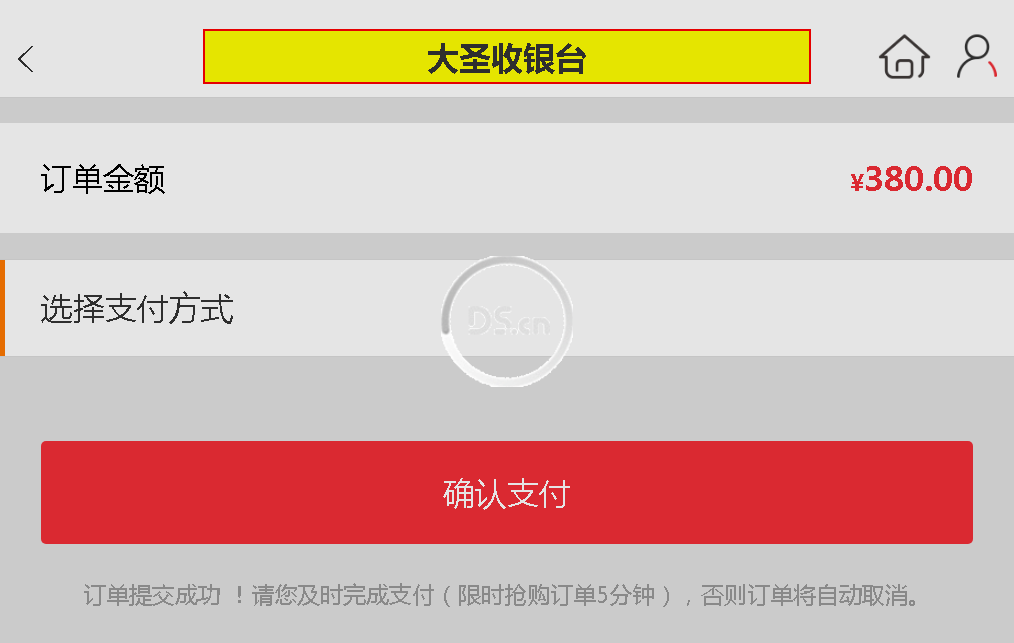 大圣收银台
订单金额 ¥380.00
选择支付方式
DS.cn
确认支付
订单提交成功 ！请您及时完成支付（限时抢购订单5分钟），否则订单将自动取消。